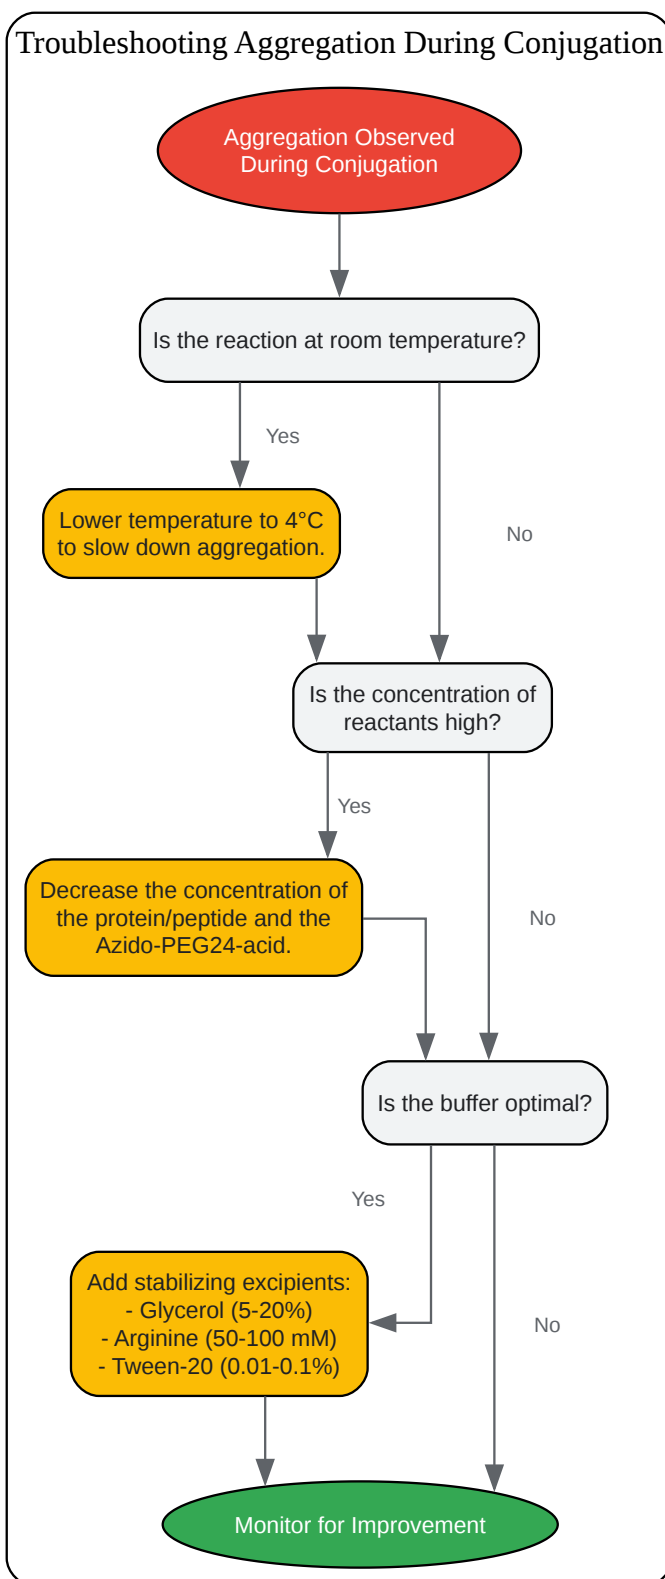 Troubleshooting Aggregation During Conjugation
Aggregation Observed
During Conjugation
Is the reaction at room temperature?
Yes
Lower temperature to 4°C
to slow down aggregation.
No
Is the concentration of
reactants high?
Yes
Decrease the concentration of
the protein/peptide and the
Azido-PEG24-acid.
No
Is the buffer optimal?
Yes
Add stabilizing excipients:
- Glycerol (5-20%)
- Arginine (50-100 mM)
- Tween-20 (0.01-0.1%)
No
Monitor for Improvement